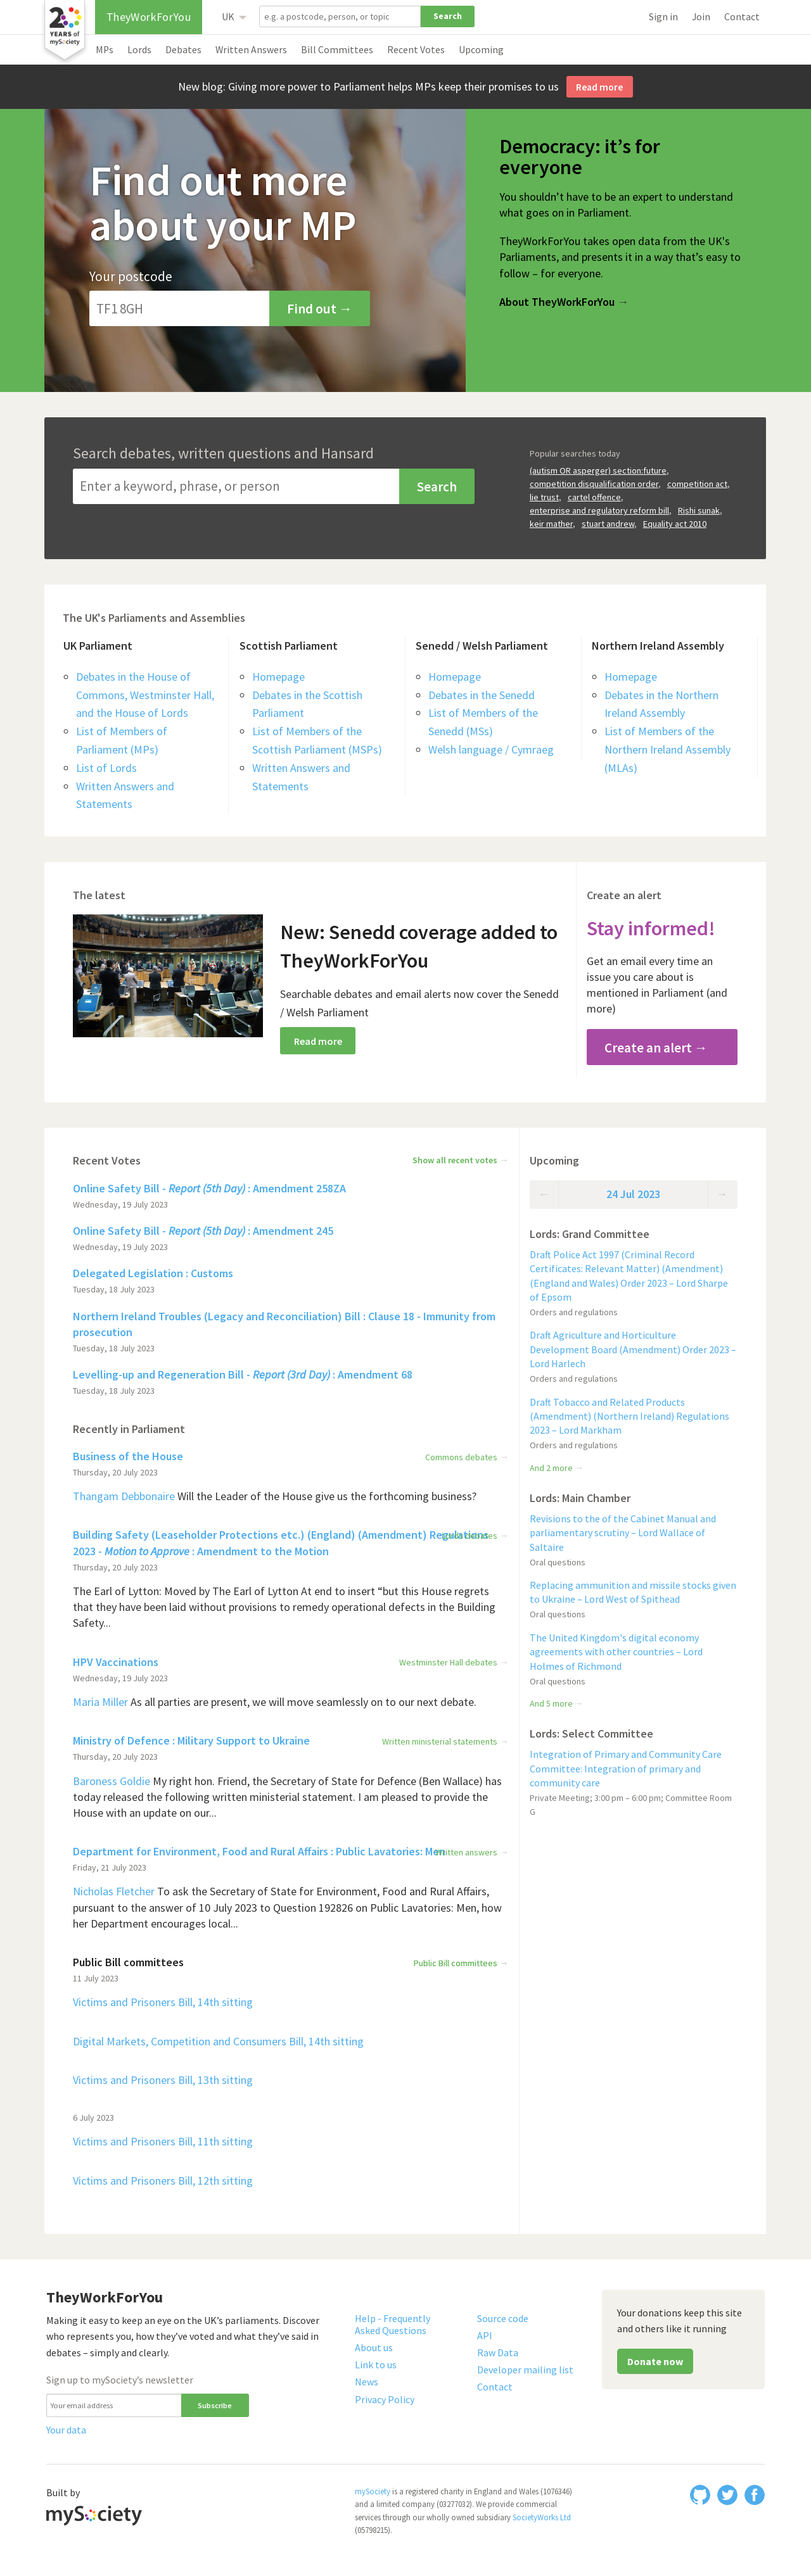 20 YEARS of mySociety
TheyWorkForYou
UK
e.g. a postcode, person, or topic
Search
Sign in
Join
Contact
MPs
Lords
Debates
Written Answers
Bill Committees
Recent Votes
Upcoming
New blog: Giving more power to Parliament helps MPs keep their promises to us
Read more
Find out more
about your MP
Your postcode
TF1 8GH
Find out →
Democracy: it’s for
everyone
You shouldn’t have to be an expert to understand
what goes on in Parliament.
TheyWorkForYou takes open data from the UK's
Parliaments, and presents it in a way that’s easy to
follow – for everyone.
About TheyWorkForYou →
Search debates, written questions and Hansard
Enter a keyword, phrase, or person
Search
Popular searches today
(autism OR asperger) section:future,
competition disqualification order, competition act,
lie trust, cartel offence,
enterprise and regulatory reform bill, Rishi sunak,
keir mather, stuart andrew, Equality act 2010
The UK's Parliaments and Assemblies
UK Parliament
Debates in the House of
Commons, Westminster Hall,
and the House of Lords
List of Members of
Parliament (MPs)
List of Lords
Written Answers and
Statements
Scottish Parliament
Homepage
Debates in the Scottish
Parliament
List of Members of the
Scottish Parliament (MSPs)
Written Answers and
Statements
Senedd / Welsh Parliament
Homepage
Debates in the Senedd
List of Members of the
Senedd (MSs)
Welsh language / Cymraeg
Northern Ireland Assembly
Homepage
Debates in the Northern
Ireland Assembly
List of Members of the
Northern Ireland Assembly
(MLAs)
The latest
New: Senedd coverage added to
TheyWorkForYou
Searchable debates and email alerts now cover the Senedd
/ Welsh Parliament
Read more
Create an alert
Stay informed!
Get an email every time an
issue you care about is
mentioned in Parliament (and
more)
Create an alert →
Recent Votes
Show all recent votes →
Online Safety Bill - Report (5th Day) : Amendment 258ZA
Wednesday, 19 July 2023
Online Safety Bill - Report (5th Day) : Amendment 245
Wednesday, 19 July 2023
Delegated Legislation : Customs
Tuesday, 18 July 2023
Northern Ireland Troubles (Legacy and Reconciliation) Bill : Clause 18 - Immunity from
prosecution
Tuesday, 18 July 2023
Levelling-up and Regeneration Bill - Report (3rd Day) : Amendment 68
Tuesday, 18 July 2023
Recently in Parliament
Business of the House
Commons debates →
Thursday, 20 July 2023
Thangam Debbonaire Will the Leader of the House give us the forthcoming business?
Building Safety (Leaseholder Protections etc.) (England) (Amendment) Regulations
2023 - Motion to Approve : Amendment to the Motion
Thursday, 20 July 2023
The Earl of Lytton: Moved by The Earl of Lytton At end to insert “but this House regrets
that they have been laid without provisions to remedy operational defects in the Building
Safety...
HPV Vaccinations
Westminster Hall debates →
Wednesday, 19 July 2023
Maria Miller As all parties are present, we will move seamlessly on to our next debate.
Ministry of Defence : Military Support to Ukraine
Written ministerial statements →
Thursday, 20 July 2023
Baroness Goldie My right hon. Friend, the Secretary of State for Defence (Ben Wallace) has
today released the following written ministerial statement. I am pleased to provide the
House with an update on our...
Department for Environment, Food and Rural Affairs : Public Lavatories: Men
Written answers →
Friday, 21 July 2023
Nicholas Fletcher To ask the Secretary of State for Environment, Food and Rural Affairs,
pursuant to the answer of 10 July 2023 to Question 192826 on Public Lavatories: Men, how
her Department encourages local...
Public Bill committees
Public Bill committees →
11 July 2023
Victims and Prisoners Bill, 14th sitting
Digital Markets, Competition and Consumers Bill, 14th sitting
Victims and Prisoners Bill, 13th sitting
6 July 2023
Victims and Prisoners Bill, 11th sitting
Victims and Prisoners Bill, 12th sitting
Upcoming
← 24 Jul 2023 →
Lords: Grand Committee
Draft Police Act 1997 (Criminal Record
Certificates: Relevant Matter) (Amendment)
(England and Wales) Order 2023 – Lord Sharpe
of Epsom
Orders and regulations
Draft Agriculture and Horticulture
Development Board (Amendment) Order 2023 –
Lord Harlech
Orders and regulations
Draft Tobacco and Related Products
(Amendment) (Northern Ireland) Regulations
2023 – Lord Markham
Orders and regulations
And 2 more →
Lords: Main Chamber
Revisions to the of the Cabinet Manual and
parliamentary scrutiny – Lord Wallace of
Saltaire
Oral questions
Replacing ammunition and missile stocks given
to Ukraine – Lord West of Spithead
Oral questions
The United Kingdom's digital economy
agreements with other countries – Lord
Holmes of Richmond
Oral questions
And 5 more →
Lords: Select Committee
Integration of Primary and Community Care
Committee: Integration of primary and
community care
Private Meeting; 3:00 pm – 6:00 pm; Committee Room
G
TheyWorkForYou
Making it easy to keep an eye on the UK’s parliaments. Discover
who represents you, how they’ve voted and what they’ve said in
debates – simply and clearly.
Sign up to mySociety’s newsletter
Your email address
Subscribe
Your data
Help - Frequently
Asked Questions
About us
Link to us
News
Privacy Policy
Source code
API
Raw Data
Developer mailing list
Contact
Your donations keep this site
and others like it running
Donate now
Built by
mySociety
mySociety is a registered charity in England and Wales (1076346)
and a limited company (03277032). We provide commercial
services through our wholly owned subsidiary SocietyWorks Ltd
(05798215).